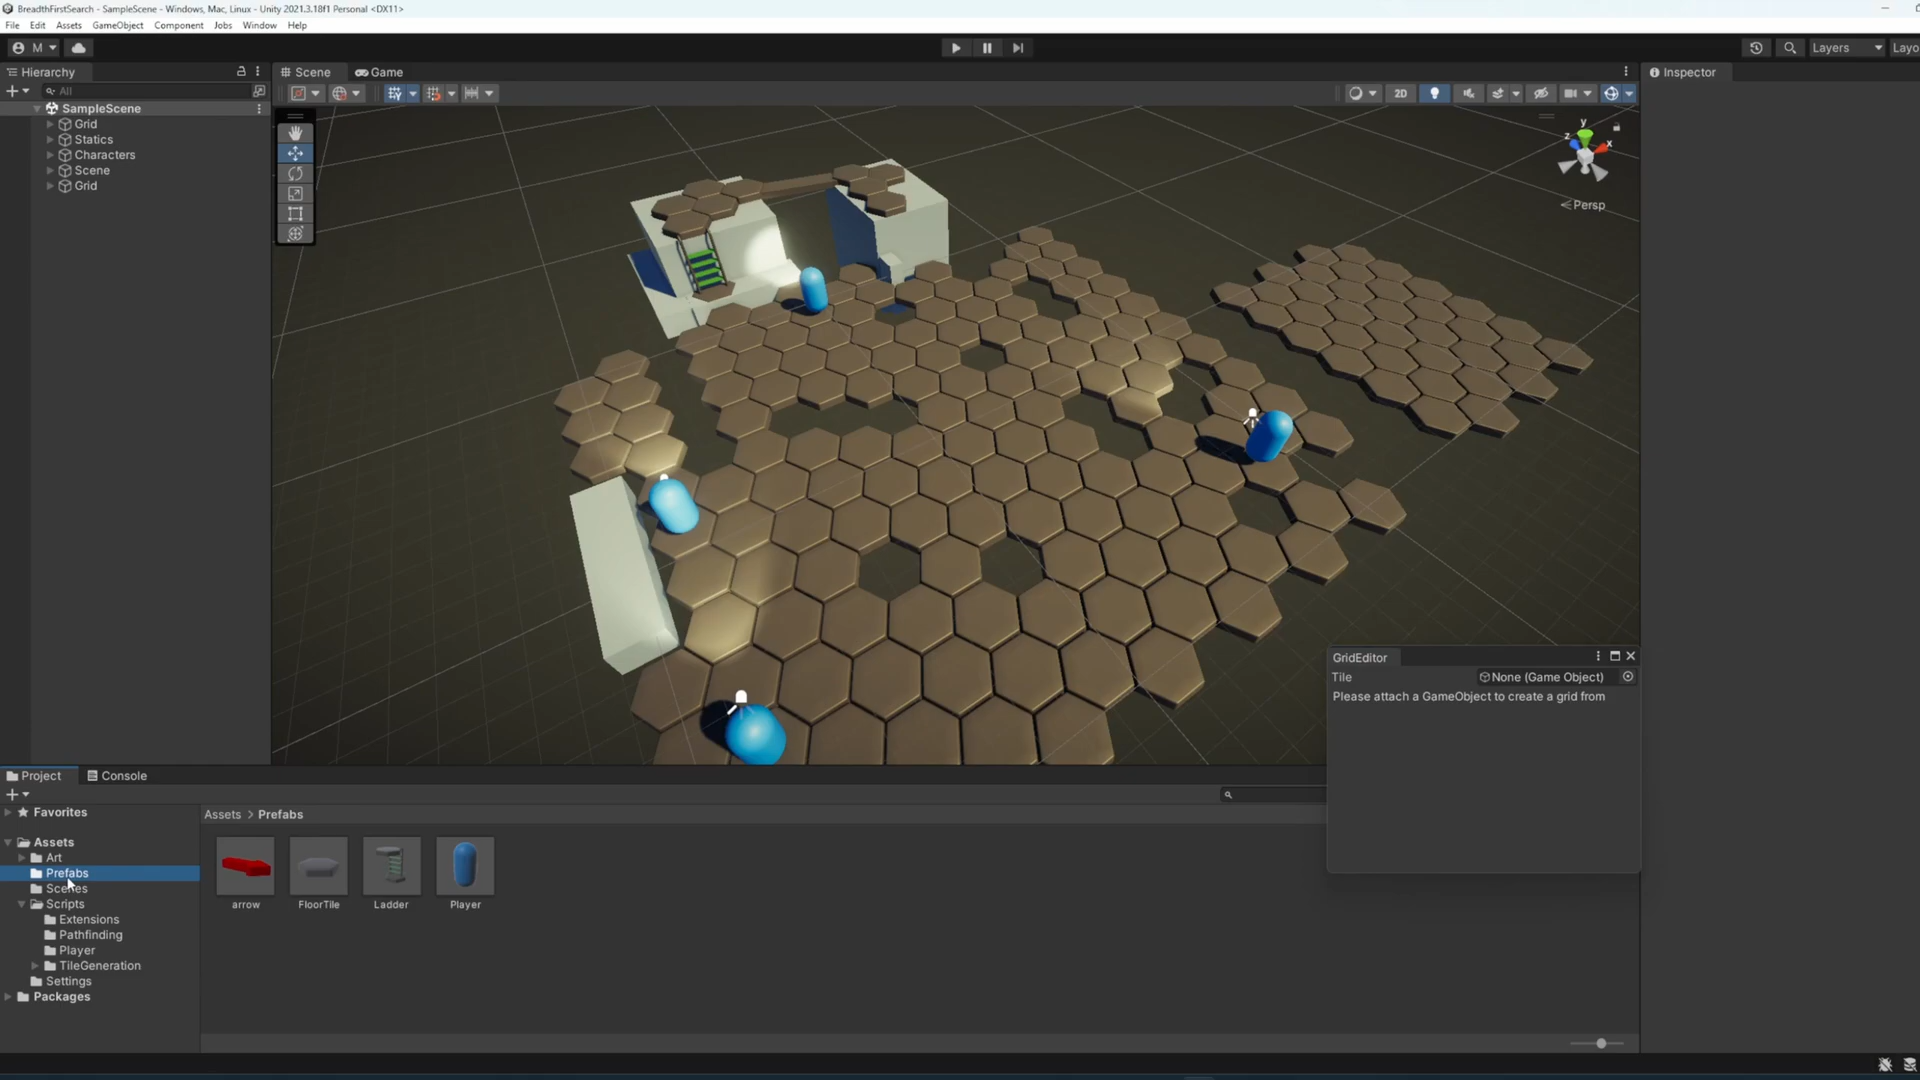 BreadthFirstSearch - SampleScene - Windows, Mac, Linux - Unity 2021.3.18f1 Personal <DX11>
File Edit Assets GameObject Component Jobs Window Help
M
Layers
Layo
Hierarchy
All
SampleScene
Grid
Statics
Characters
Scene
Grid
Scene
Game
2D
y
z
x
Persp
Inspector
GridEditor
Tile
None (Game Object)
Please attach a GameObject to create a grid from
Project
Console
Favorites
Assets
Art
Prefabs
Scenes
Scripts
Extensions
Pathfinding
Player
TileGeneration
Settings
Packages
Assets > Prefabs
arrow
FloorTile
Ladder
Player